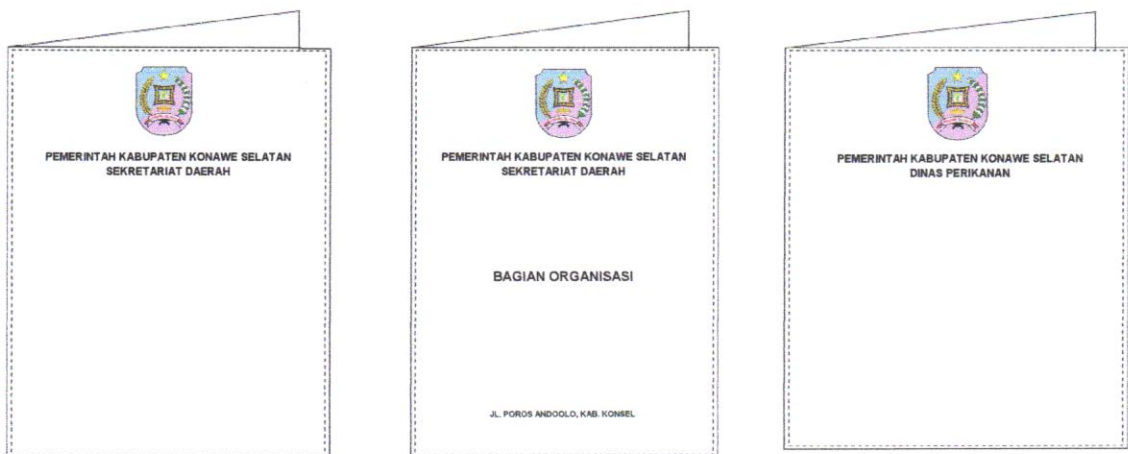 PEMERINTAH KABUPATEN KONAWE SELATAN
SEKRETARIAT DAERAH
PEMERINTAH KABUPATEN KONAWE SELATAN
SEKRETARIAT DAERAH
BAGIAN ORGANISASI
JL. POROS ANDOOLO, KAB. KONSEL
PEMERINTAH KABUPATEN KONAWE SELATAN
DINAS PERIKANAN